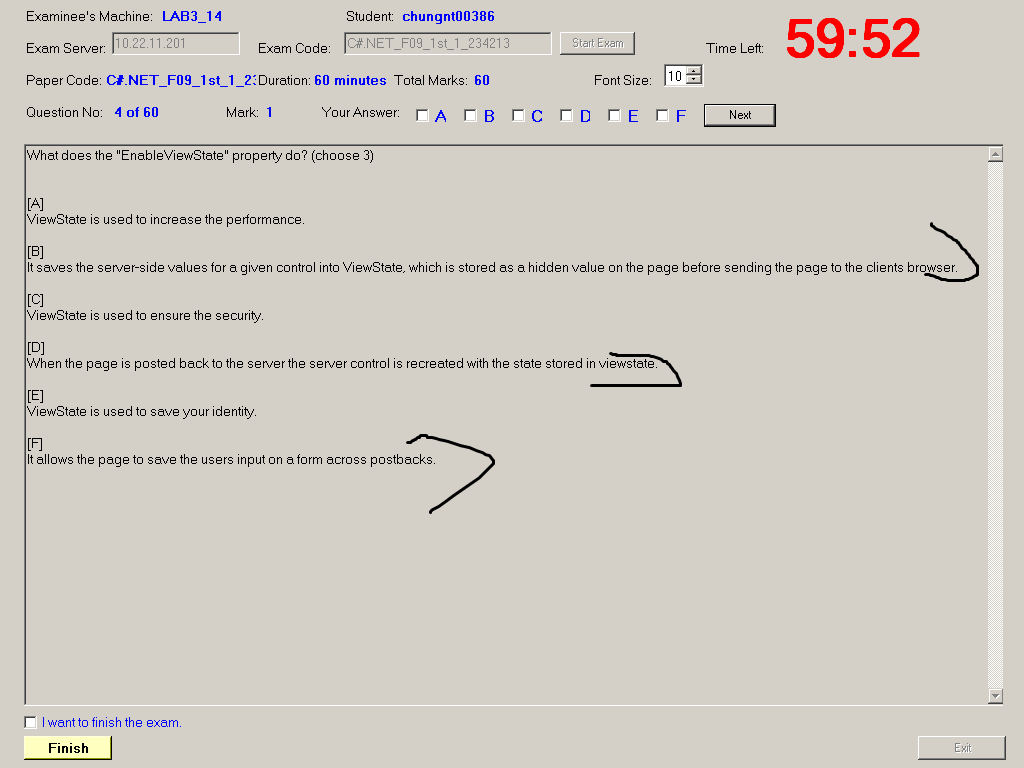 Examinee's Machine: LAB3_14 Student: chungnt00386
Exam Server: 10.22.11.201 Exam Code: C#.NET_F09_1st_1_234213 Start Exam Time Left: 59:52
Paper Code: C#.NET_F09_1st_1_23 Duration: 60 minutes Total Marks: 60 Font Size: 10
Question No: 4 of 60 Mark: 1 Your Answer: A B C D E F Next
What does the "EnableViewState" property do? (choose 3)
[A]
ViewState is used to increase the performance.
[B]
It saves the server-side values for a given control into ViewState, which is stored as a hidden value on the page before sending the page to the clients browser.
[C]
ViewState is used to ensure the security.
[D]
When the page is posted back to the server the server control is recreated with the state stored in viewstate.
[E]
ViewState is used to save your identity.
[F]
It allows the page to save the users input on a form across postbacks.
I want to finish the exam.
Finish Exit